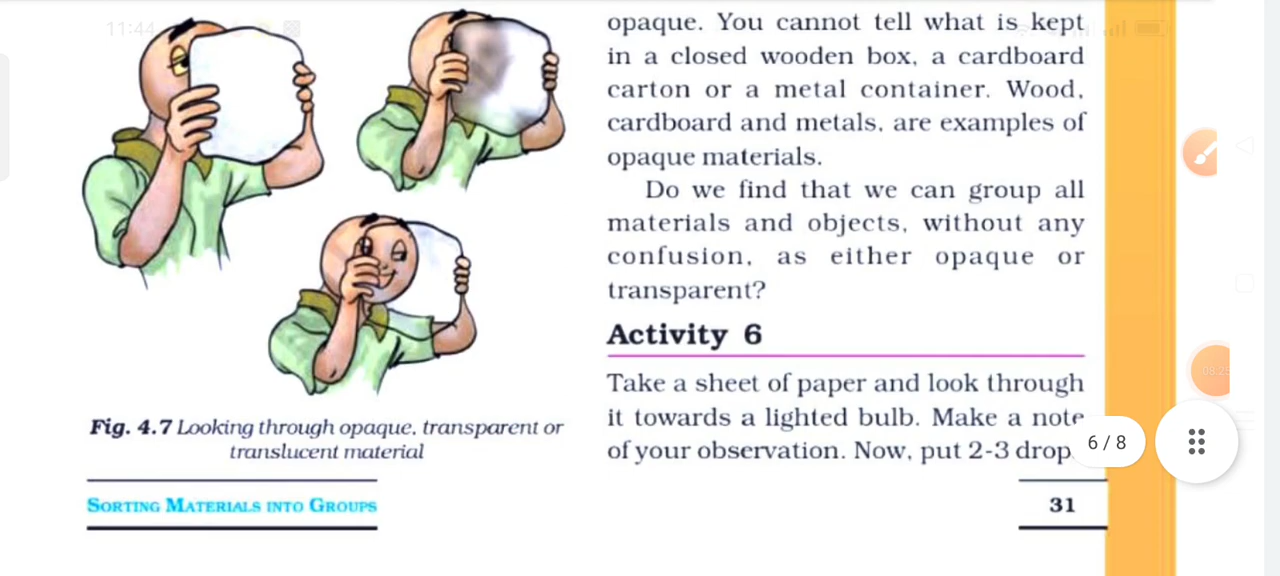 11:44
opaque. You cannot tell what is kept
in a closed wooden box, a cardboard
carton or a metal container. Wood,
cardboard and metals, are examples of
opaque materials.
Do we find that we can group all
materials and objects, without any
confusion, as either opaque or
transparent?
Activity 6
Take a sheet of paper and look through
it towards a lighted bulb. Make a note
of your observation. Now, put 2-3 drop
Fig. 4.7 Looking through opaque, transparent or
translucent material
SORTING MATERIALS INTO GROUPS
31
6/8